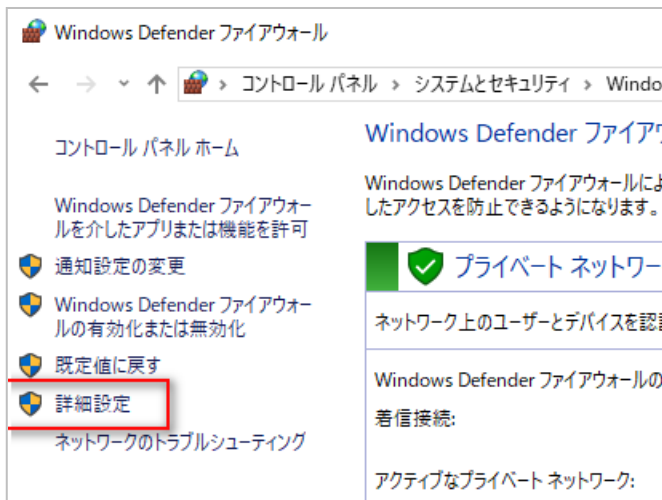 Windows Defender ファイアウォール
コントロール パネル › システムとセキュリティ › Windo
コントロール パネル ホーム
Windows Defender ファイアウォー
ルを介したアプリまたは機能を許可
通知設定の変更
Windows Defender ファイアウォー
ルの有効化または無効化
既定値に戻す
詳細設定
ネットワークのトラブルシューティング
Windows Defender ファイア
Windows Defender ファイアウォールによ
したアクセスを防止できるようになります。
プライベート ネットワー
ネットワーク上のユーザーとデバイスを認
Windows Defender ファイアウォールの
着信接続:
アクティブなプライベート ネットワーク: